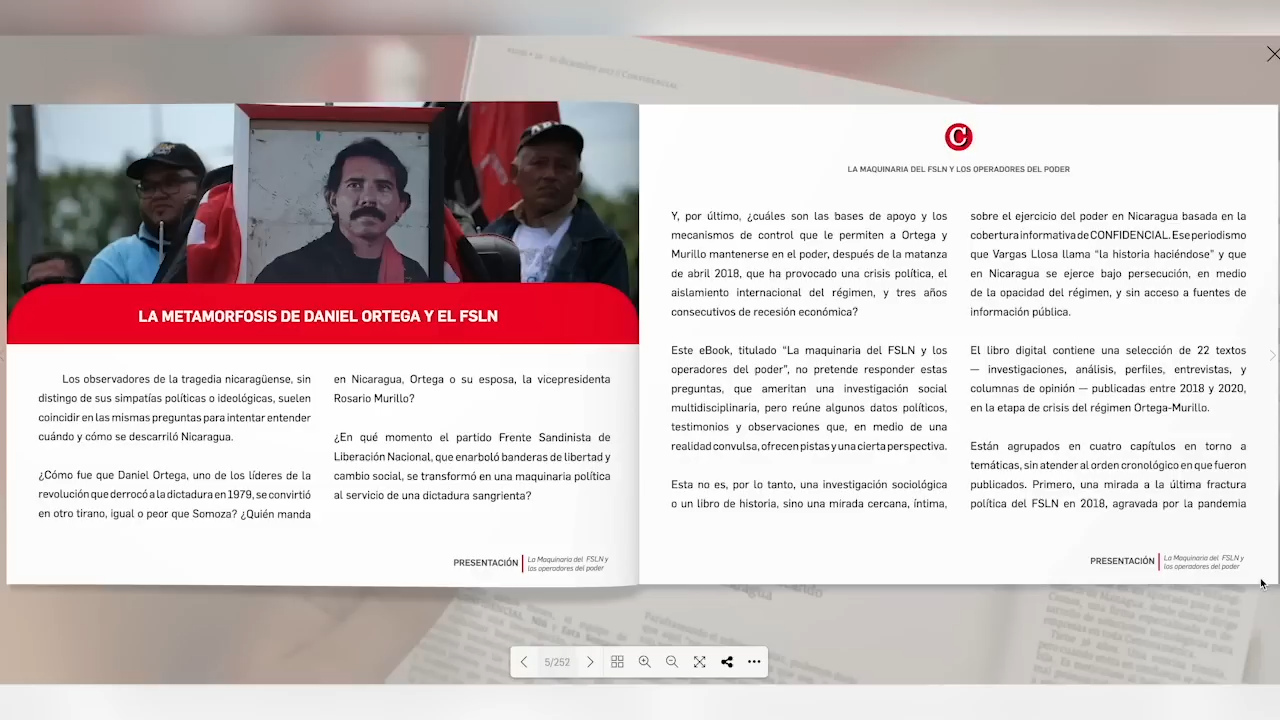 LA METAMORFOSIS DE DANIEL ORTEGA Y EL FSLN
Los observadores de la tragedia nicaragüense, sin
distingo de sus simpatías políticas o ideológicas, suelen
coincidir en las mismas preguntas para intentar entender
cuándo y cómo se descarriló Nicaragua.
¿Cómo fue que Daniel Ortega, uno de los líderes de la
revolución que derrocó a la dictadura en 1979, se convirtió
en otro tirano, igual o peor que Somoza? ¿Quién manda
en Nicaragua, Ortega o su esposa, la vicepresidenta
Rosario Murillo?
¿En qué momento el partido Frente Sandinista de
Liberación Nacional, que enarboló banderas de libertad y
cambio social, se transformó en una maquinaria política
al servicio de una dictadura sangrienta?
PRESENTACIÓN
La Maquinaria del FSLN y
los operadores del poder
C
LA MAQUINARIA DEL FSLN Y LOS OPERADORES DEL PODER
Y, por último, ¿cuáles son las bases de apoyo y los
mecanismos de control que le permiten a Ortega y
Murillo mantenerse en el poder, después de la matanza
de abril 2018, que ha provocado una crisis política, el
aislamiento internacional del régimen, y tres años
consecutivos de recesión económica?
Este eBook, titulado “La maquinaria del FSLN y los
operadores del poder”, no pretende responder estas
preguntas, que ameritan una investigación social
multidisciplinaria, pero reúne algunos datos políticos,
testimonios y observaciones que, en medio de una
realidad convulsa, ofrecen pistas y una cierta perspectiva.
Esta no es, por lo tanto, una investigación sociológica
o un libro de historia, sino una mirada cercana, íntima,
sobre el ejercicio del poder en Nicaragua basada en la
cobertura informativa de CONFIDENCIAL. Ese periodismo
que Vargas Llosa llama “la historia haciéndose” y que
en Nicaragua se ejerce bajo persecución, en medio
de la opacidad del régimen, y sin acceso a fuentes de
información pública.
El libro digital contiene una selección de 22 textos
— investigaciones, análisis, perfiles, entrevistas, y
columnas de opinión — publicadas entre 2018 y 2020,
en la etapa de crisis del régimen Ortega-Murillo.
Están agrupados en cuatro capítulos en torno a
temáticas, sin atender al orden cronológico en que fueron
publicados. Primero, una mirada a la última fractura
política del FSLN en 2018, agravada por la pandemia
PRESENTACIÓN
La Maquinaria del FSLN y
los operadores del poder
5/252